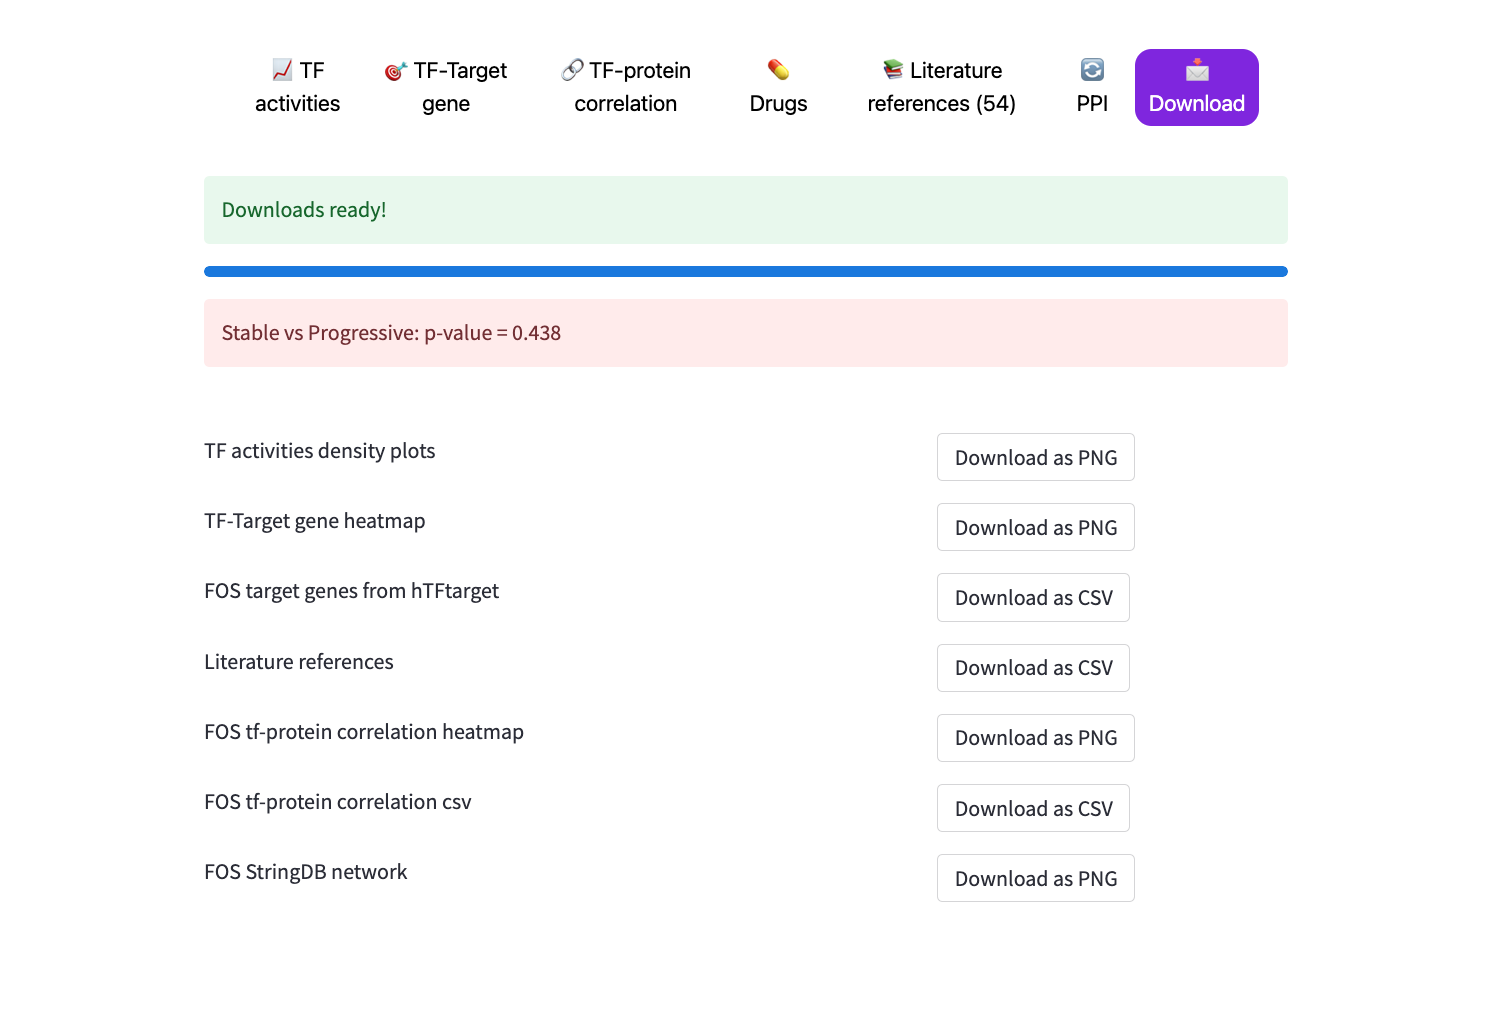 TF activities
TF-Target gene
TF-protein correlation
Drugs
Literature references (54)
PPI
Download
Downloads ready!
Stable vs Progressive: p-value = 0.438
TF activities density plots
Download as PNG
TF-Target gene heatmap
Download as PNG
FOS target genes from hTFtarget
Download as CSV
Literature references
Download as CSV
FOS tf-protein correlation heatmap
Download as PNG
FOS tf-protein correlation csv
Download as CSV
FOS StringDB network
Download as PNG